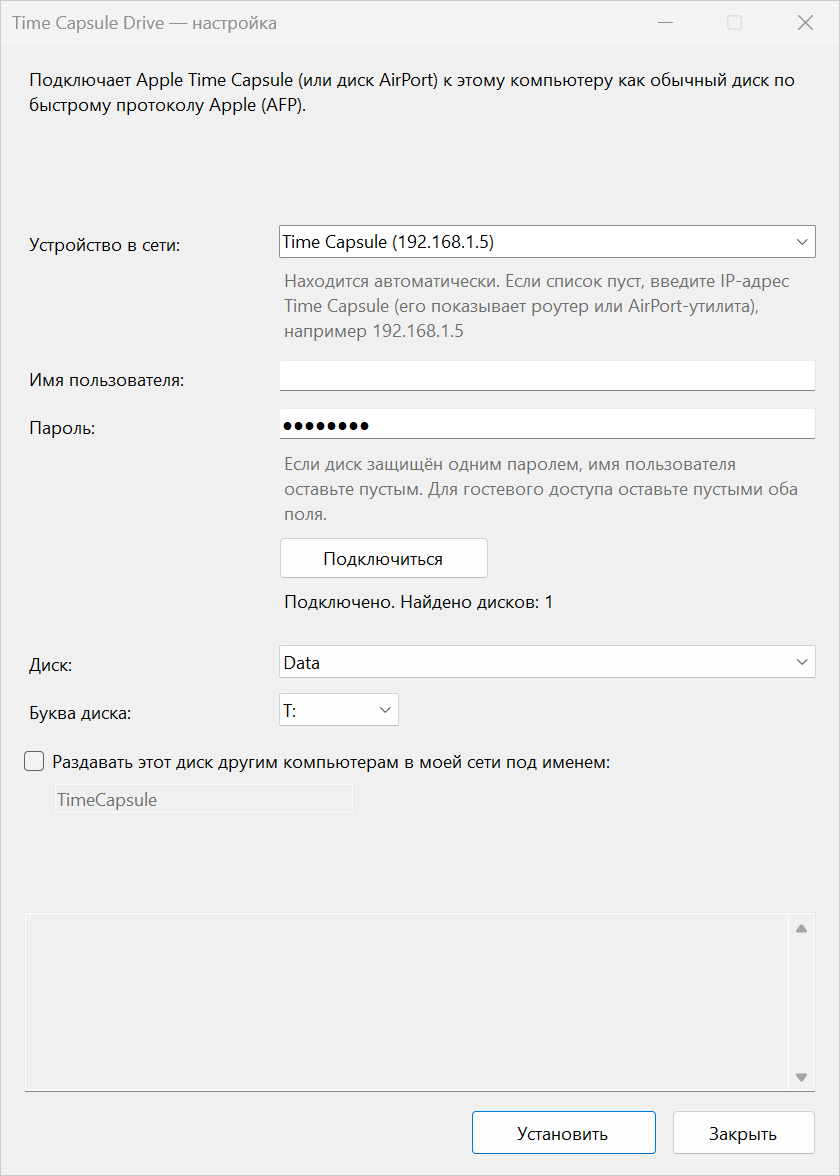 Time Capsule Drive — настройка
Подключает Apple Time Capsule (или диск AirPort) к этому компьютеру как обычный диск по
быстрому протоколу Apple (AFP).
Устройство в сети:
Time Capsule (192.168.1.5)
Находится автоматически. Если список пуст, введите IP-адрес
Time Capsule (его показывает роутер или AirPort-утилита),
например 192.168.1.5
Имя пользователя:
Пароль:
●●●●●●●●
Если диск защищён одним паролем, имя пользователя
оставьте пустым. Для гостевого доступа оставьте пустыми оба
поля.
Подключиться
Подключено. Найдено дисков: 1
Диск:
Data
Буква диска:
T:
Раздавать этот диск другим компьютерам в моей сети под именем:
TimeCapsule
Установить
Закрыть